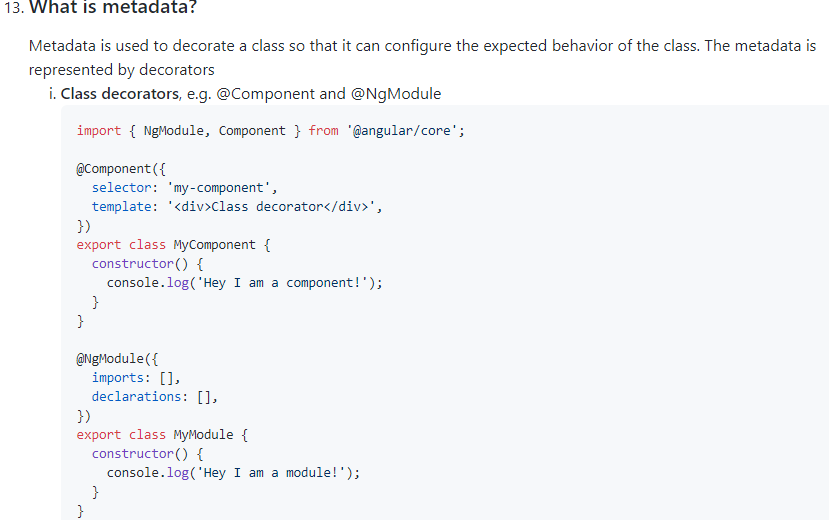 13. What is metadata?
Metadata is used to decorate a class so that it can configure the expected behavior of the class. The metadata is
represented by decorators
i. Class decorators, e.g. @Component and @NgModule
import { NgModule, Component } from '@angular/core';
@Component({
selector: 'my-component',
template: '<div>Class decorator</div>',
})
export class MyComponent {
constructor() {
console.log('Hey I am a component!');
}
}
@NgModule({
imports: [],
declarations: [],
})
export class MyModule {
constructor() {
console.log('Hey I am a module!');
}
}